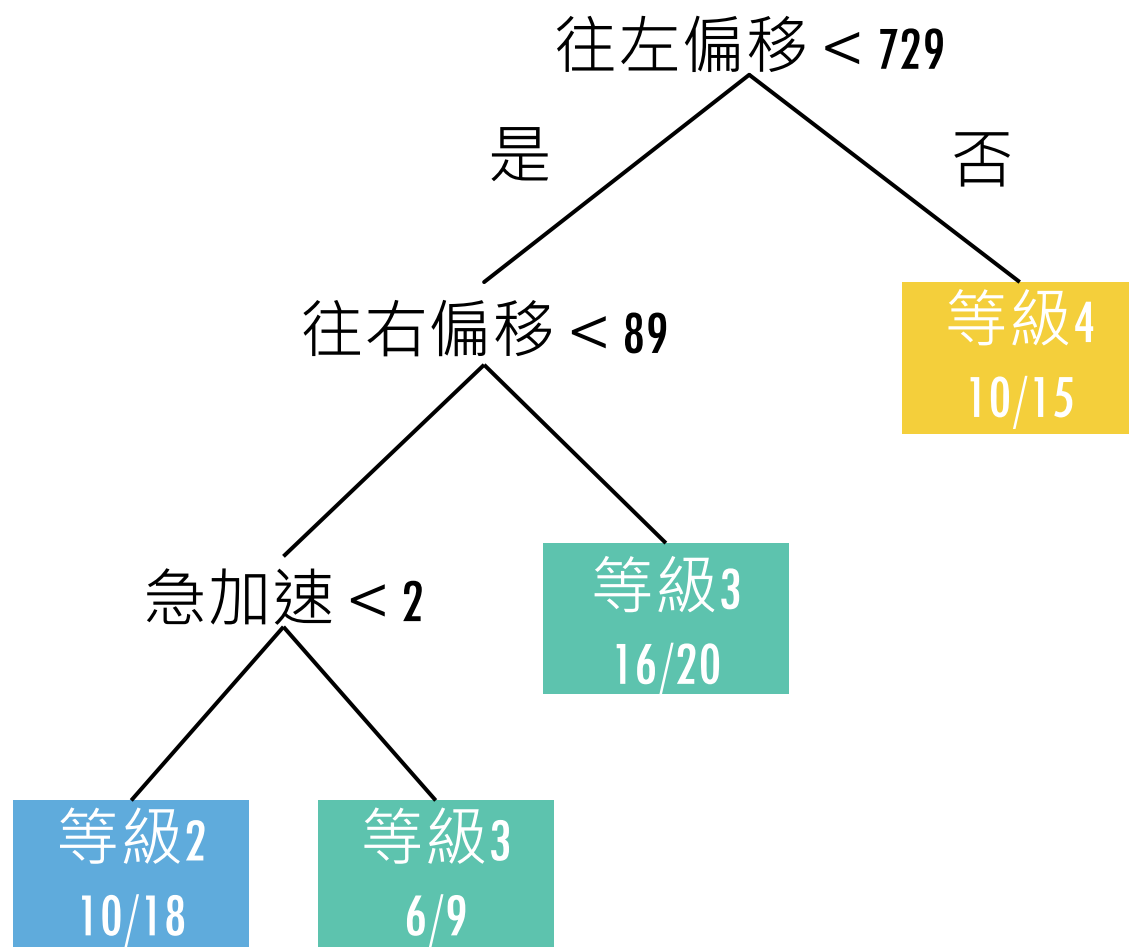 往左偏移 < 729
是
否
往右偏移 < 89
等級4
10/15
急加速 < 2
等級3
16/20
等級2
10/18
等級3
6/9